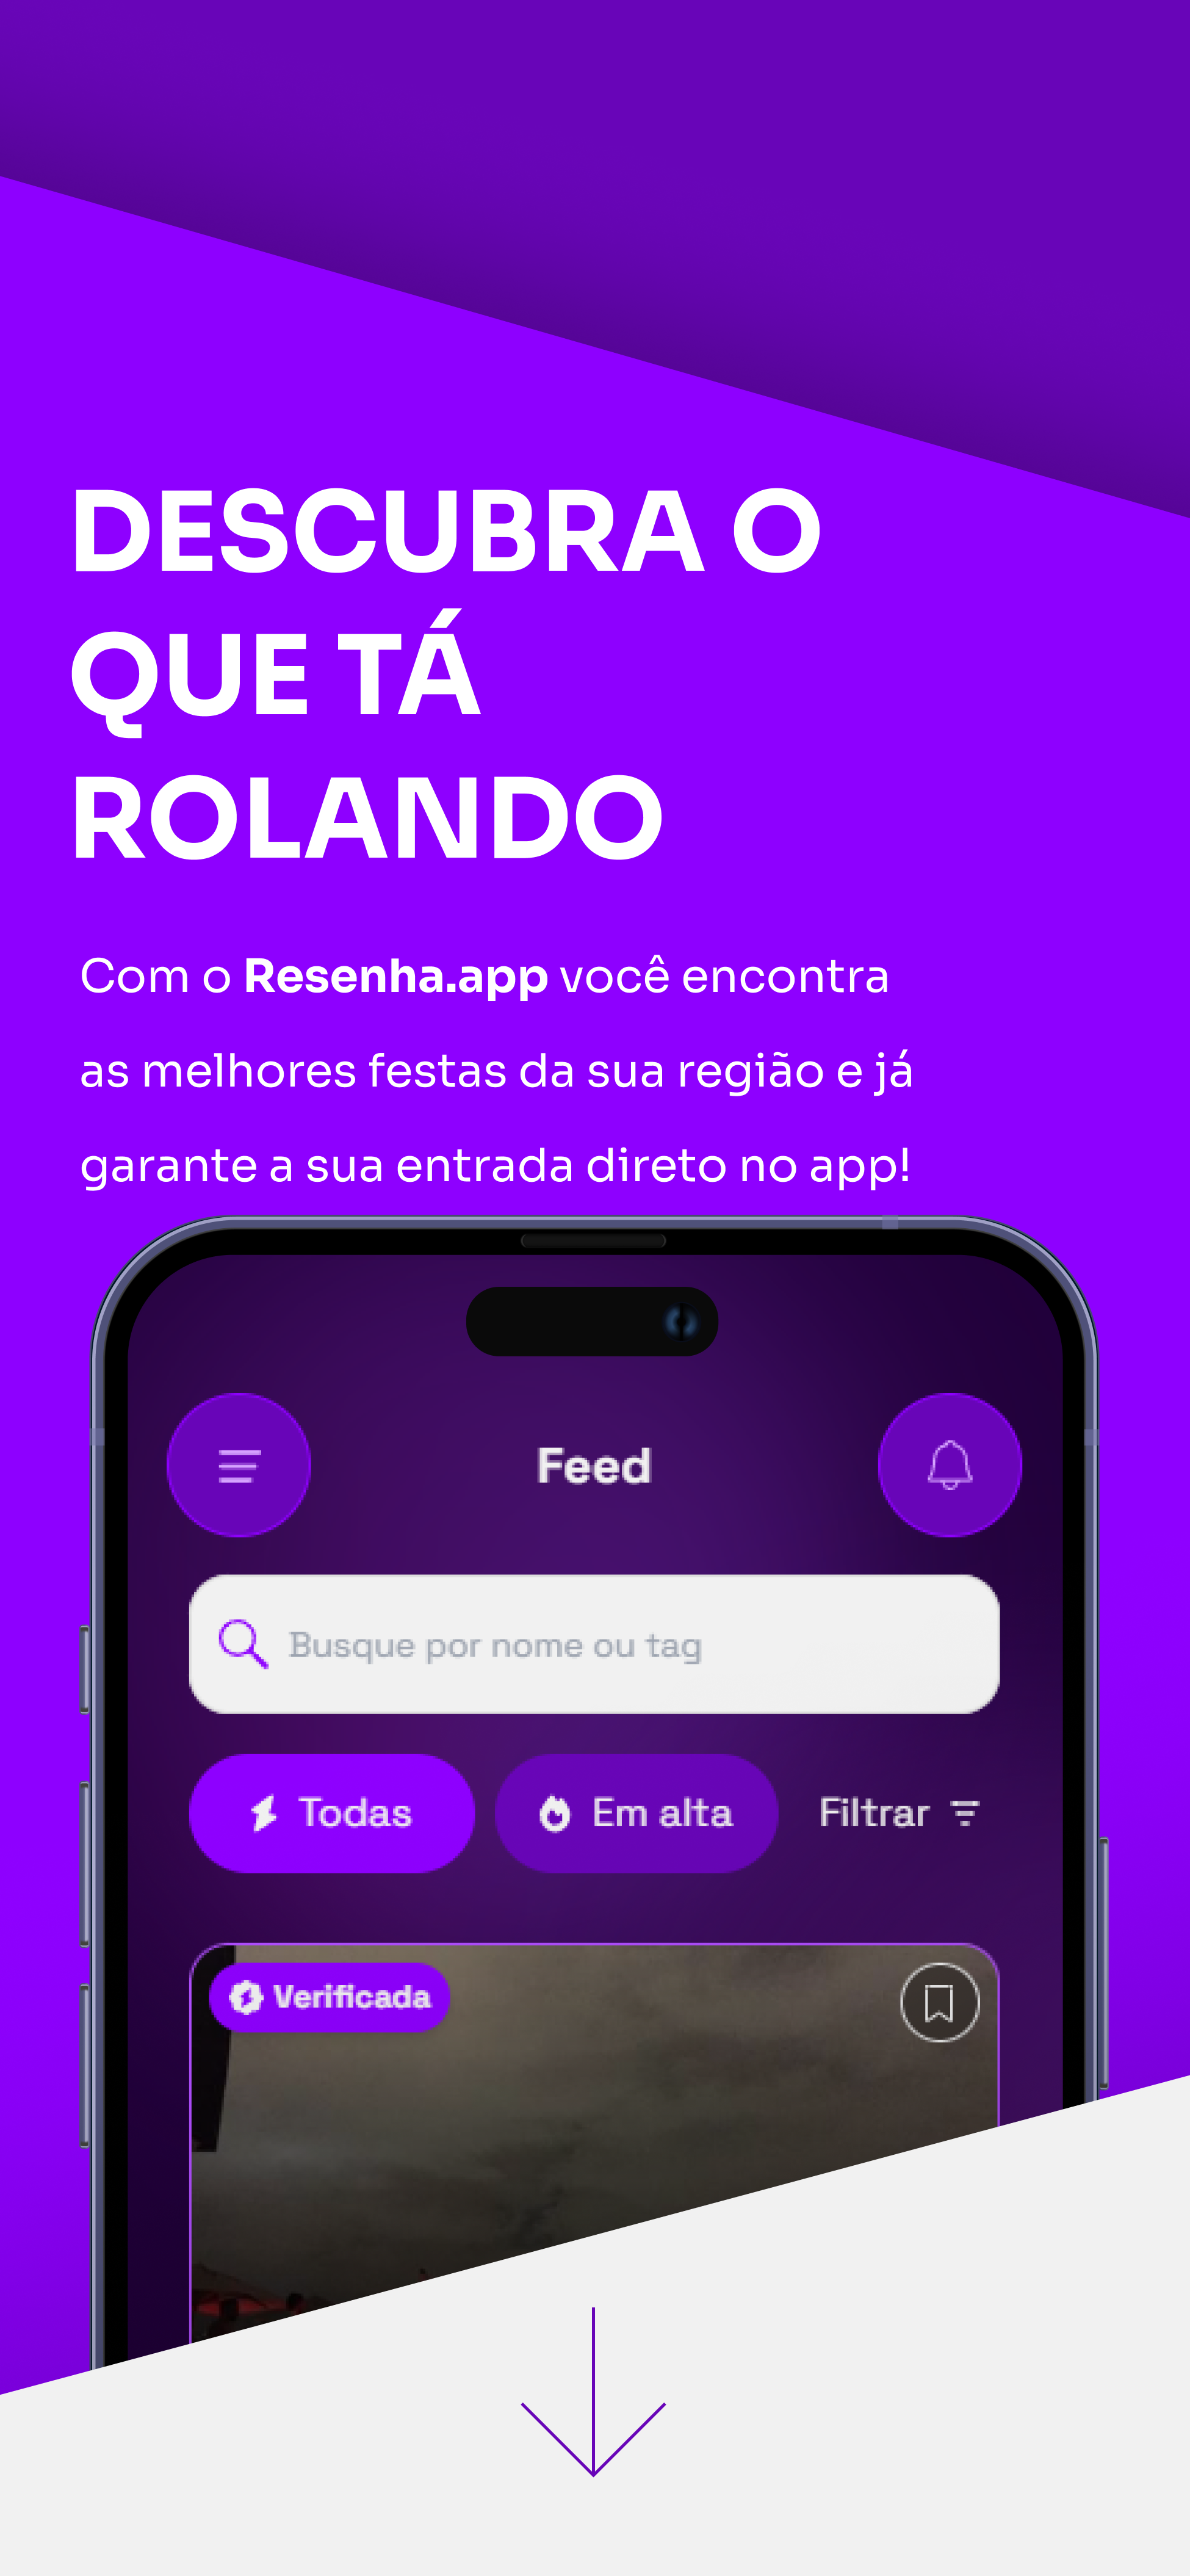 DESCUBRA O
QUE TÁ
ROLANDO
Com o Resenha.app você encontra
as melhores festas da sua região e já
garante a sua entrada direto no app!
Feed
Busque por nome ou tag
Todas Em alta Filtrar
Verificada